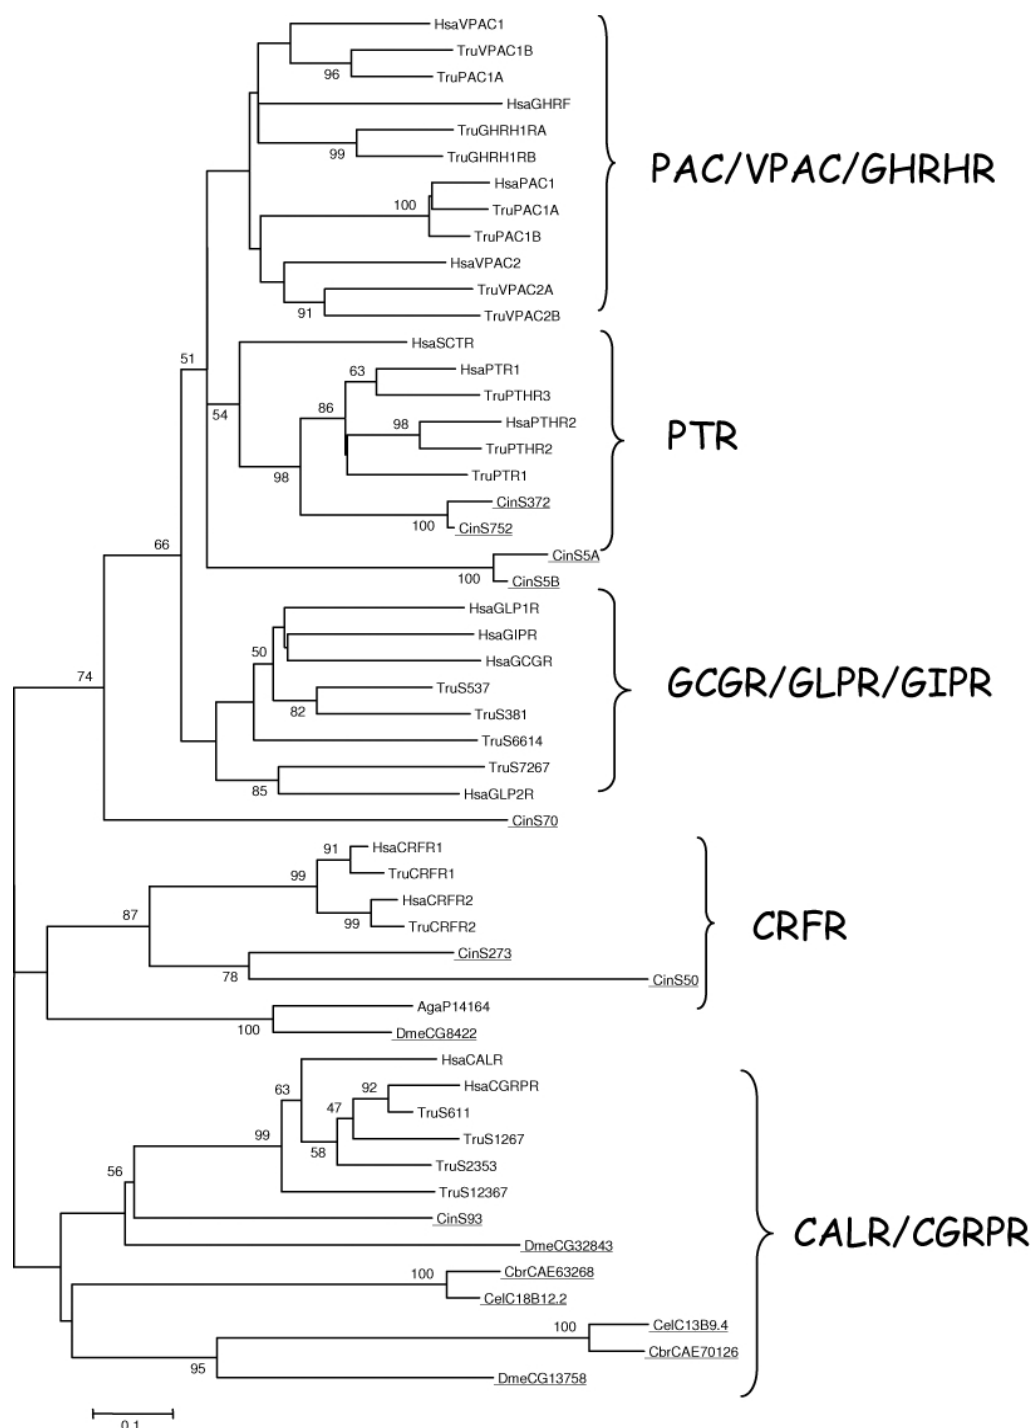 HsaVPAC1
TruVPAC1B
96
TruPAC1A
HsaGHRF
TruGHRH1RA
99
TruGHRH1RB
PAC/VPAC/GHRHR
HsaPAC1
100
TruPAC1A
TruPAC1B
HsaVPAC2
TruVPAC2A
91
TruVPAC2B
HsaSCTR
51
63
HsaPTR1
TruPTHR3
86
54
98
HsaPTHR2
PTR
TruPTHR2
98
TruPTR1
CinS372
100
CinS752
66
CinS5A
100
CinS5B
HsaGLP1R
HsaGIPR
50
HsaGCGR
74
TruS537
GCGR/GLPR/GIPR
82
TruS381
TruS6614
TruS7267
85
HsaGLP2R
CinS70
91
HsaCRFR1
99
TruCRFR1
HsaCRFR2
87
99
TruCRFR2
CRFR
CinS273
78
CinS50
AgaP14164
100
DmeCG8422
HsaCALR
63
92
HsaCGRPR
47
TruS611
99
TruS1267
58
TruS2353
56
TruS12367
CinS93
CALR/CGRPR
DmeCG32843
100
CbrCAE63268
CelC18B12.2
100
CelC13B9.4
CbrCAE70126
95
DmeCG13758
0.1